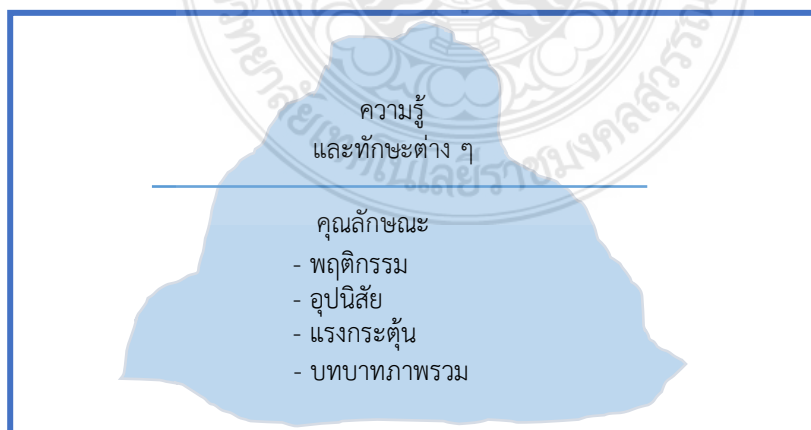 ความรู้
และทักษะต่าง ๆ
คุณลักษณะ
- พฤติกรรม
- อุปนิสัย
- แรงกระตุ้น
- บทบาทภาพรวม